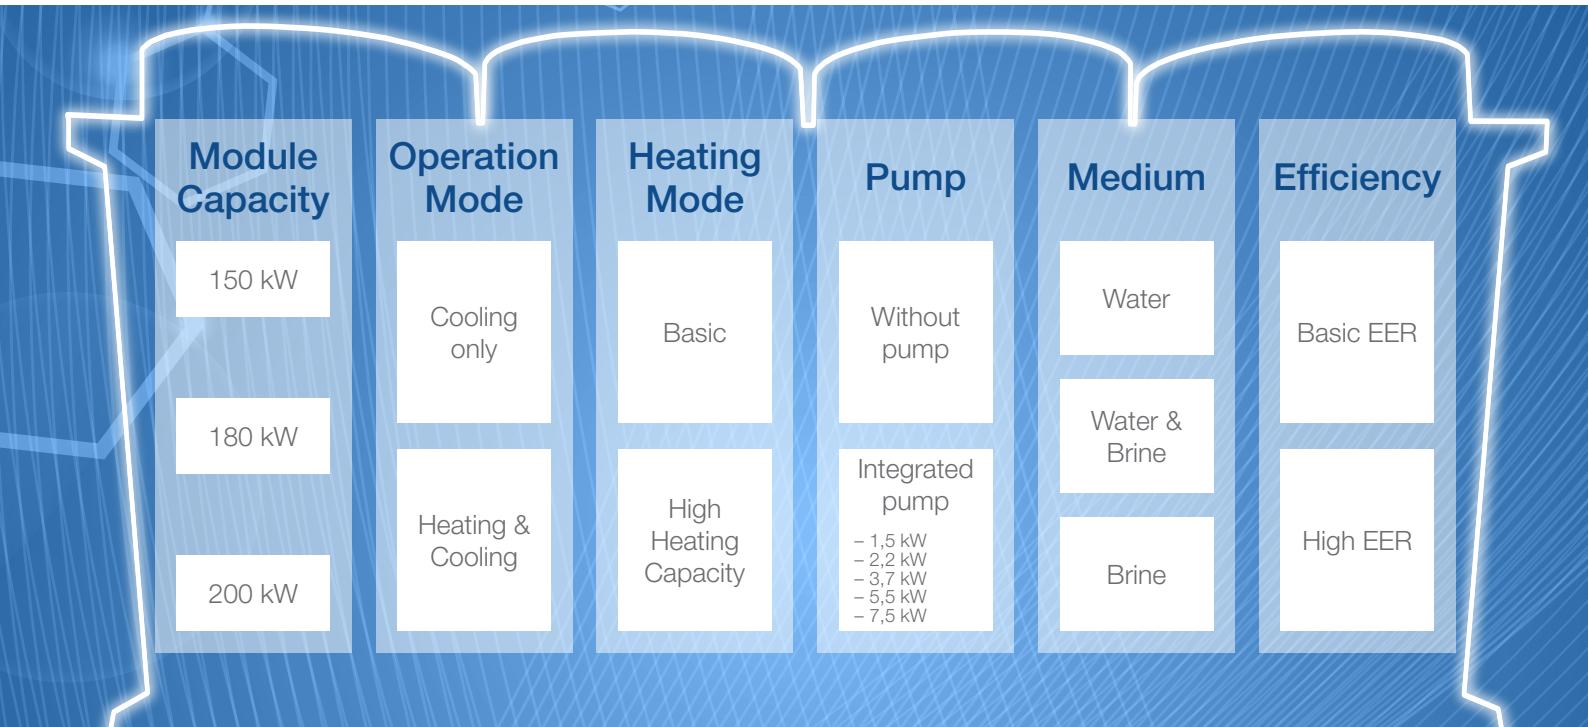 Module
Capacity
150 kW
180 kW
200 kW
Operation
Mode
Cooling
only
Heating &
Cooling
Heating
Mode
Basic
High
Heating
Capacity
Pump
Without
pump
Integrated
pump
– 1,5 kW
– 2,2 kW
– 3,7 kW
– 5,5 kW
– 7,5 kW
Medium
Water
Water &
Brine
Brine
Efficiency
Basic EER
High EER